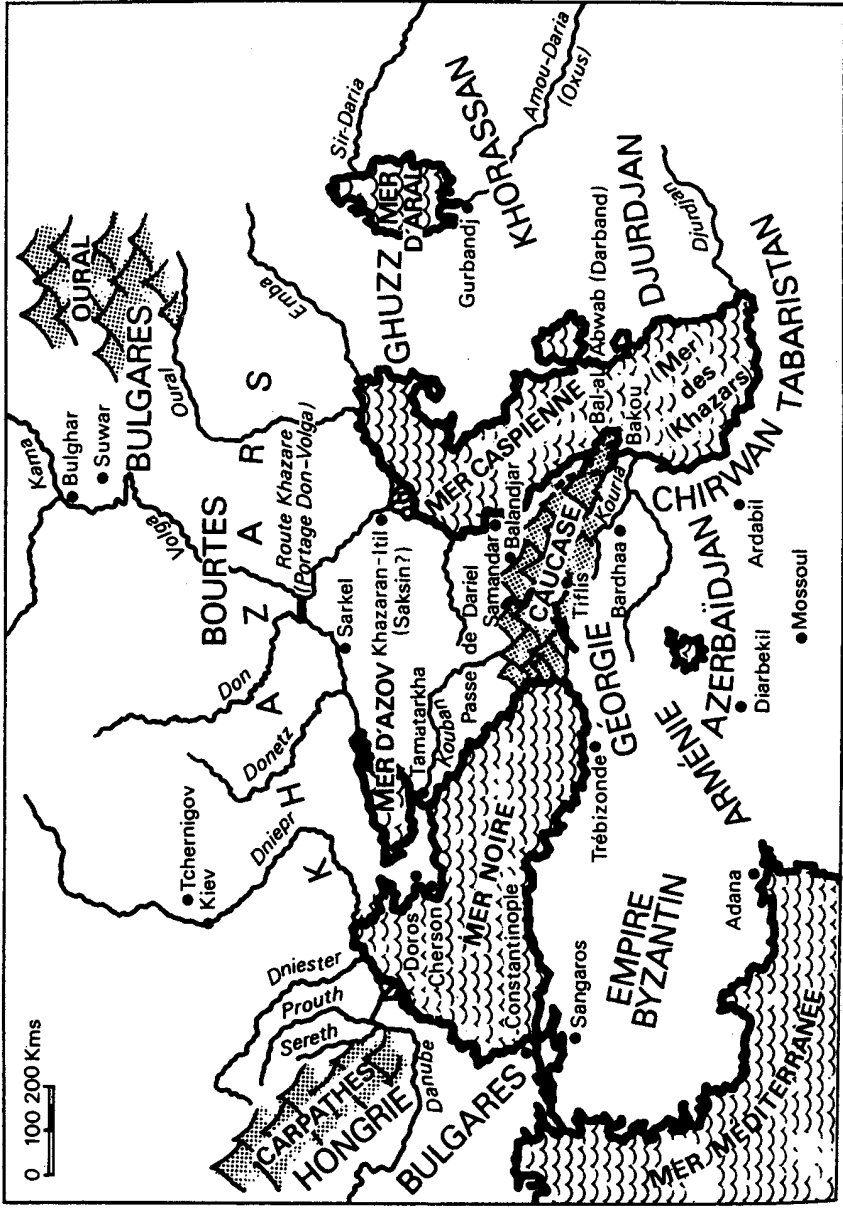 0 100 200 Kms
CARPATHES
HONGRIE
BULGARES
Sereth
Prouth
Dniester
Danube
Tchernigov
Kiev
Dniepr
Donetz
Don
K H A Z A R S
BOURTES
Volga
Kama
Bulghar
Suwar
BULGARES
OURAL
Oural
Emba
Route Khazare
(Portage Don-Volga)
Sarkel
Khazaran-Itil
(Saksin?)
MER D'AZOV
Tamatarkha
Kouban
Passe de Dariel
Samandar
Balandjar
Doros
Cherson
MER NOIRE
Constantinople
Sangaros
EMPIRE
BYZANTIN
Adana
MER MÉDITERRANÉE
Trébizonde
GÉORGIE
CAUCASE
Tiflis
Bardhaa
Koura
ARMÉNIE
AZERBAÏDJAN
Diarbekil
Mossoul
Ardabil
CHIRWAN
TABARISTAN
Bakou
Bal-al Abwab (Darband)
MER CASPIENNE
(Mer
des
Khazars)
DJURDJAN
Djurdjan
GHUZZ
MER
D'ARAL
Sir-Daria
Gurbandj
KHORASSAN
Amou-Daria
(Oxus)